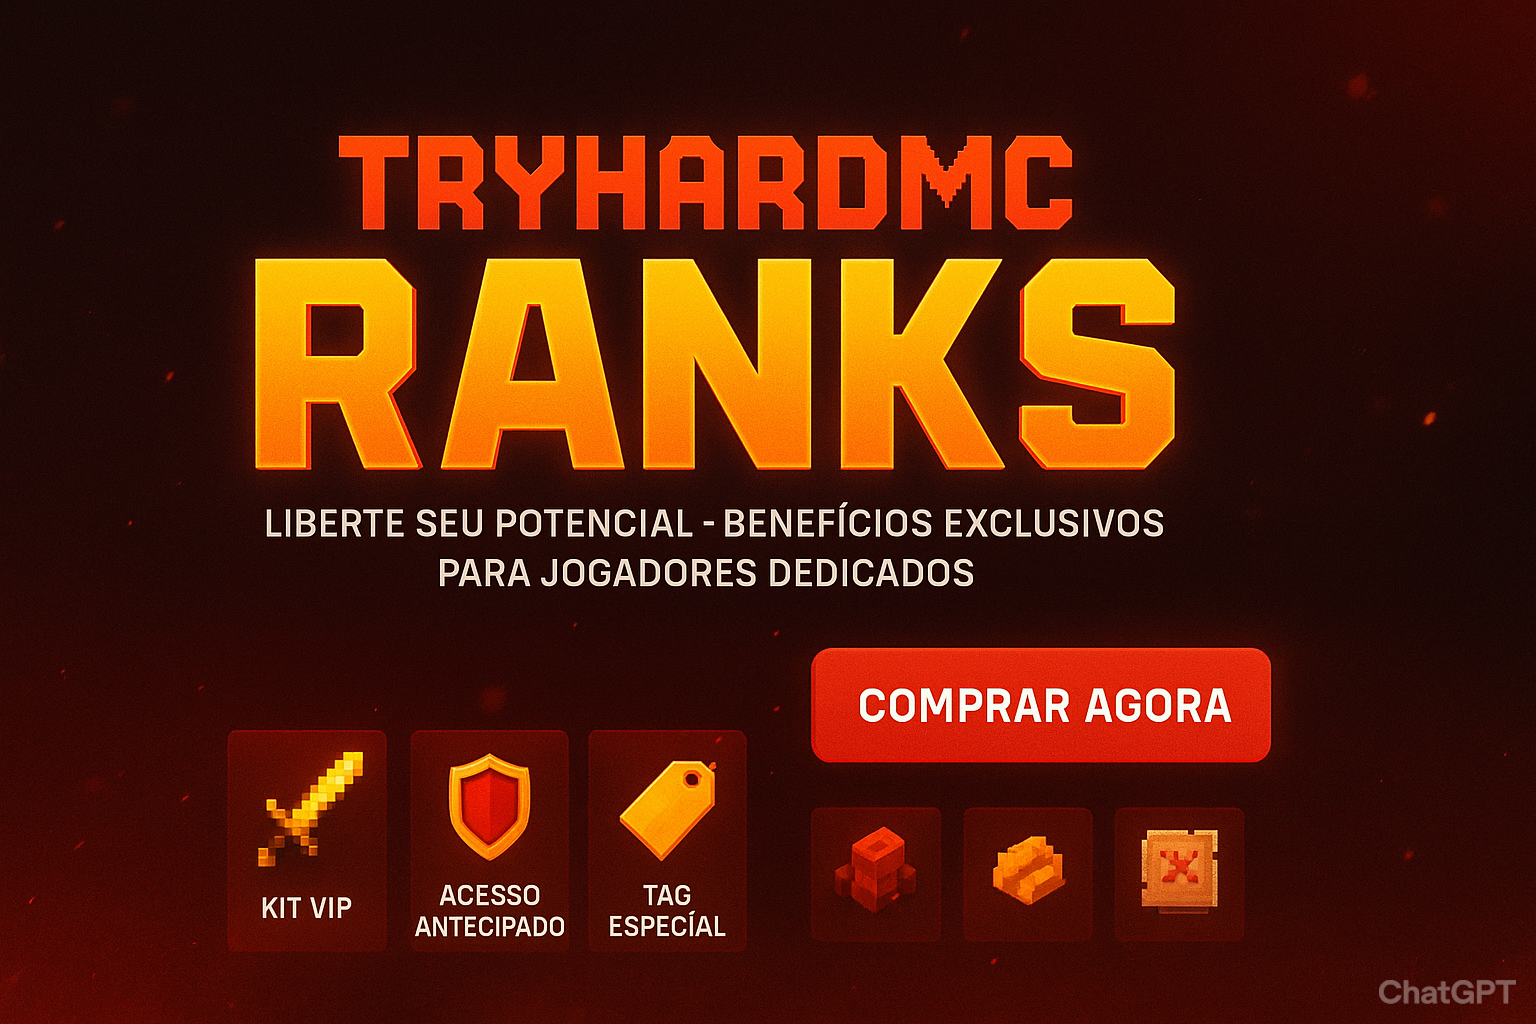 TRYHARDMC
RANKS
LIBERTE SEU POTENCIAL - BENEFÍCIOS EXCLUSIVOS
PARA JOGADORES DEDICADOS
COMPRAR AGORA
KIT VIP
ACESSO
ANTECIPADO
TAG
ESPECÍAL
ChatGPT